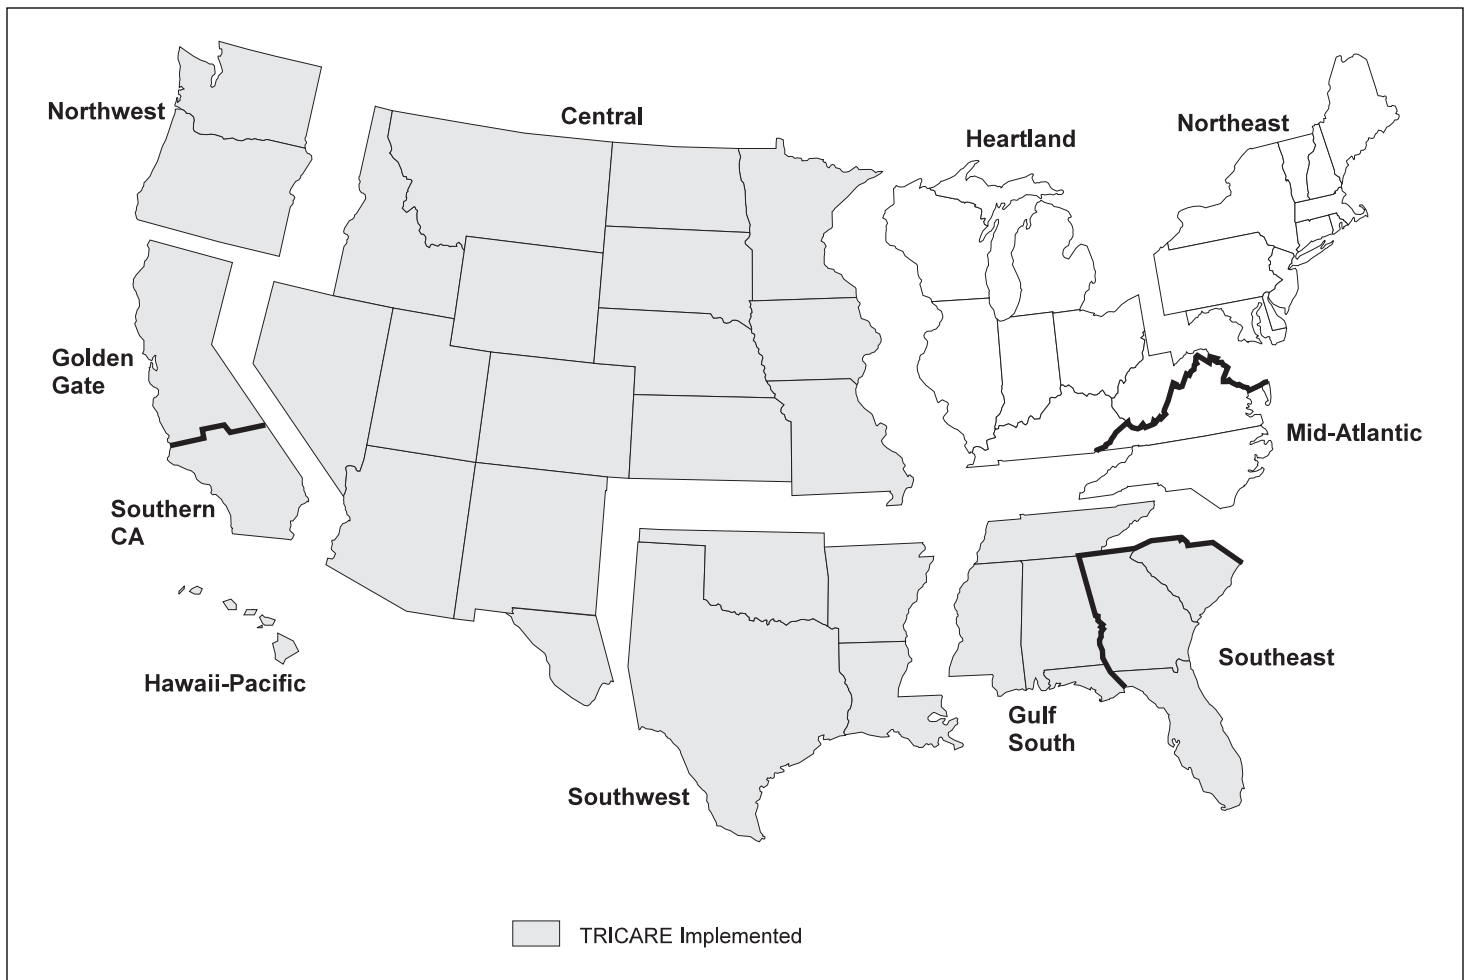 Northwest
Central
Heartland
Northeast
Golden
Gate
Mid-Atlantic
Southern
CA
Hawaii-Pacific
Southeast
Gulf
South
Southwest
TRICARE Implemented